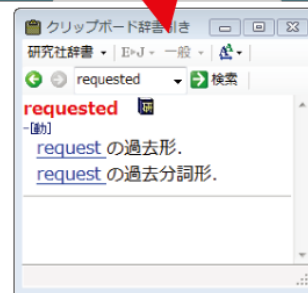 クリップボード辞書引き
研究社辞書 E▸J 一般 A
requested 検索
requested 研
-[動]
request の過去形.
request の過去分詞形.